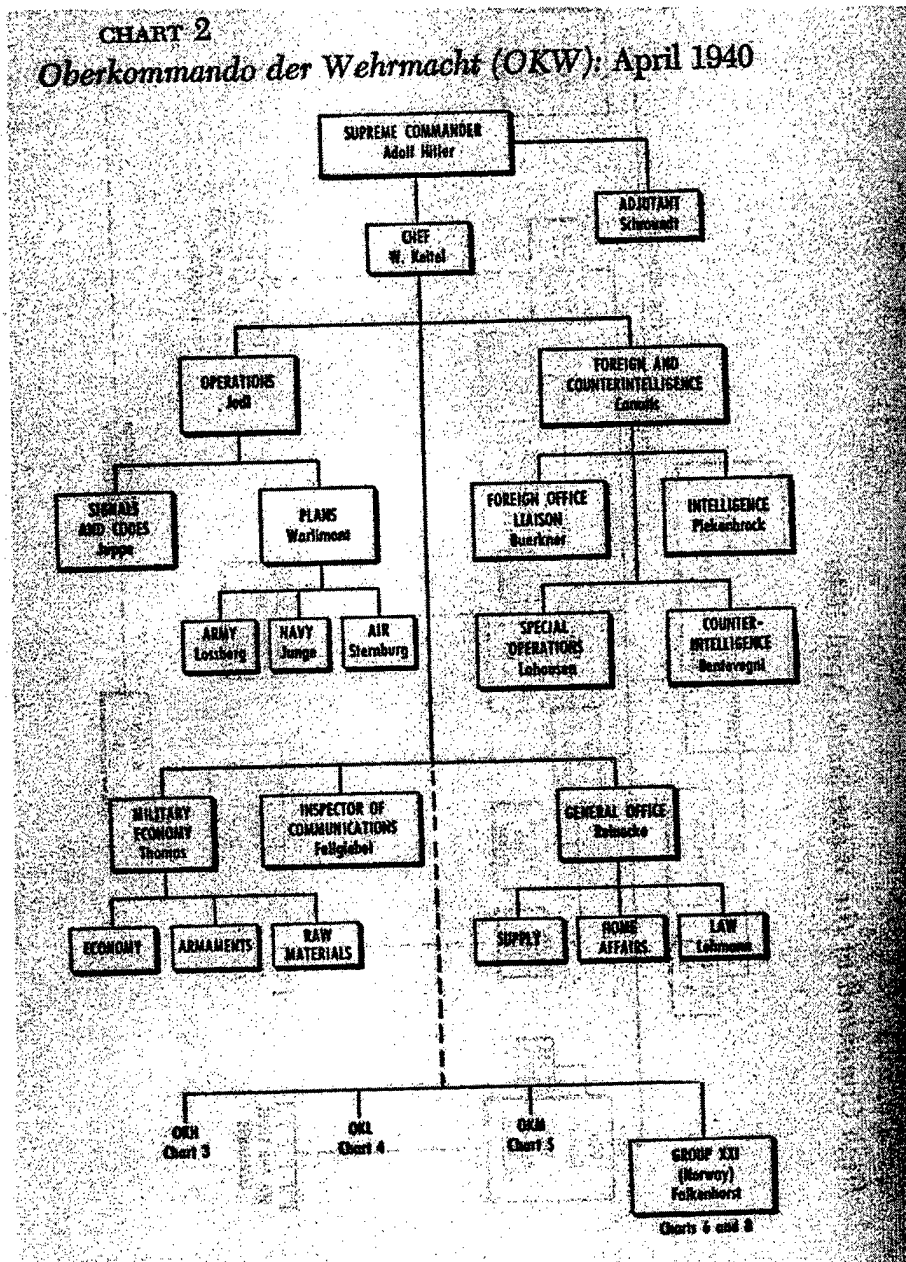 CHART 2
Oberkommando der Wehrmacht (OKW): April 1940
SUPREME COMMANDER
Adolf Hitler
ADJUTANT
Schmundt
CHEF
W. Keitel
OPERATIONS
Jodl
FOREIGN AND
COUNTERINTELLIGENCE
Canaris
SIGNALS
AND CODES
Juppe
PLANS
Warlimont
FOREIGN OFFICE
LIAISON
Buerkner
INTELLIGENCE
Piekenbrock
ARMY
Lossberg
NAVY
Junge
AIR
Sternburg
SPECIAL
OPERATIONS
Lahousen
COUNTER-
INTELLIGENCE
Bentevegni
MILITARY
ECONOMY
Thomas
INSPECTOR OF
COMMUNICATIONS
Fellgiebel
GENERAL OFFICE
Reinecke
ECONOMY
ARMAMENTS
RAW
MATERIALS
SUPPLY
HOME
AFFAIRS
LAW
Lehmann
OKH
Chart 3
OKL
Chart 4
OKM
Chart 5
GROUP XXI
(Norway)
Falkenhorst
Charts 6 and 8